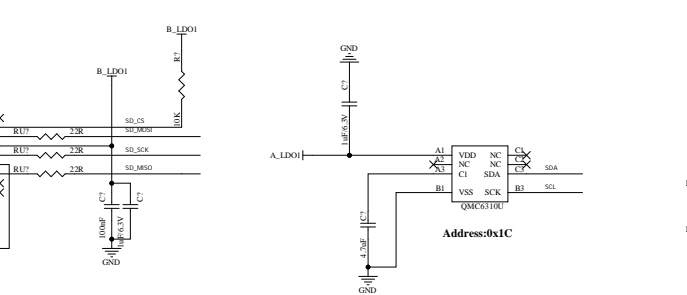 B_LDO1
R?
10K
B_LDO1
SD_CS
RU?
22R
SD_MOSI
RU?
22R
SD_SCK
RU?
22R
SD_MISO
C?
C?
100nF
1uF/6.3V
GND
GND
C?
1uF/6.3V
A_LDO1
A1
VDD
NC
C1
A2
NC
NC
C2
A3
C1
SDA
C3
SDA
B1
VSS
SCK
B3
SCL
QMC6310U
C?
4.7uF
Address:0x1C
GND